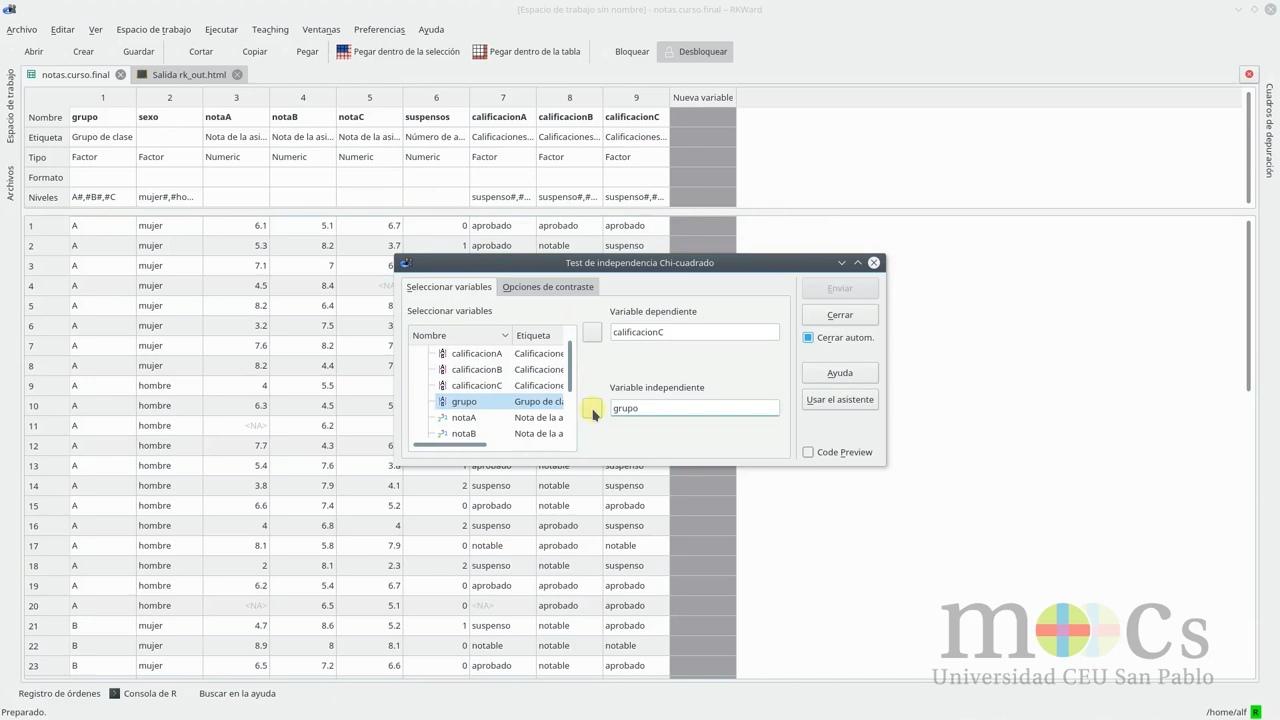 [Espacio de trabajo sin nombre] - notas.curso.final – RKWard
Archivo Editar Ver Espacio de trabajo Ejecutar Teaching Ventanas Preferencias Ayuda
Abrir Crear Guardar Cortar Copiar Pegar Pegar dentro de la selección Pegar dentro de la tabla Bloquear Desbloquear
Espacio de trabajo
Archivos
notas.curso.final Salida rk_out.html
Cuadros de depuración
1 2 3 4 5 6 7 8 9 Nueva variable
Nombre grupo sexo notaA notaB notaC suspensos calificacionA calificacionB calificacionC
Etiqueta Grupo de clase Nota de la asi... Nota de la asi... Nota de la asi... Número de a... Calificaciones... Calificaciones... Calificaciones...
Tipo Factor Factor Numeric Numeric Numeric Numeric Factor Factor Factor
Formato
Niveles A#,#B#,#C mujer#,#ho... suspenso#,#... suspenso#,#... suspenso#,#...
1 A mujer 6.1 5.1 6.7 0 aprobado aprobado aprobado
2 A mujer 5.3 8.2 3.7 1 aprobado notable suspenso
3 A mujer 7.1 7 6
4 A mujer 4.5 8.4 <NA
5 A mujer 8.2 6.4 8
6 A mujer 3.2 7.5 3
7 A mujer 7.6 8.2 7
8 A mujer 8.2 8.4 7
9 A hombre 4 5.5
10 A hombre 6.3 4.5 6
11 A hombre <NA> 6.2
12 A hombre 7.7 4.3 6
13 A hombre 5.4 7.6 3.8 1 aprobado notable suspenso
14 A hombre 3.8 7.9 4.1 2 suspenso notable suspenso
15 A hombre 6.6 7.4 5.2 0 aprobado notable aprobado
16 A hombre 4 6.8 4 2 suspenso aprobado suspenso
17 A hombre 8.1 5.8 7.9 0 notable aprobado notable
18 A hombre 2 8.1 2.3 2 suspenso notable suspenso
19 A hombre 6.2 5.4 6.7 0 aprobado aprobado aprobado
20 A hombre <NA> 6.5 5.1 0 <NA> aprobado aprobado
21 B mujer 4.7 8.6 5.2 1 suspenso notable aprobado
22 B mujer 8.9 8 8.1 0 notable notable notable
23 B mujer 6.5 7.2 6.6 0 aprobado notable aprobado
Test de independencia Chi-cuadrado
Seleccionar variables Opciones de contraste
Seleccionar variables
Nombre Etiqueta
calificacionA Calificacione
calificacionB Calificacione
calificacionC Calificacione
grupo Grupo de cla
notaA Nota de la a
notaB Nota de la a
Variable dependiente
calificacionC
Variable independiente
grupo
Enviar
Cerrar
Cerrar autom.
Ayuda
Usar el asistente
Code Preview
mOOCs
Universidad CEU San Pablo
Registro de órdenes Consola de R Buscar en la ayuda
Preparado. /home/alf R